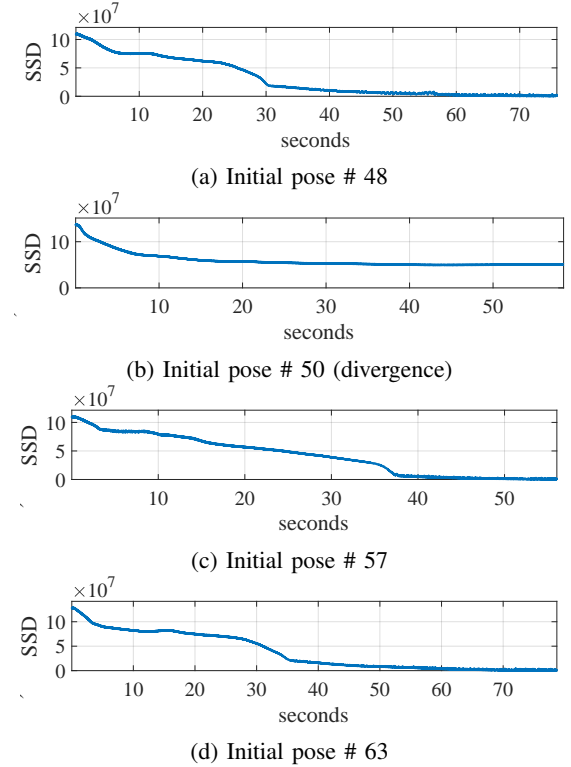 ×10^7
SSD
10
5
0
10 20 30 40 50 60 70
seconds
(a) Initial pose # 48
×10^7
SSD
10
0
10 20 30 40 50
seconds
(b) Initial pose # 50 (divergence)
×10^7
SSD
10
5
0
10 20 30 40 50
seconds
(c) Initial pose # 57
×10^7
SSD
10
5
0
10 20 30 40 50 60 70
seconds
(d) Initial pose # 63